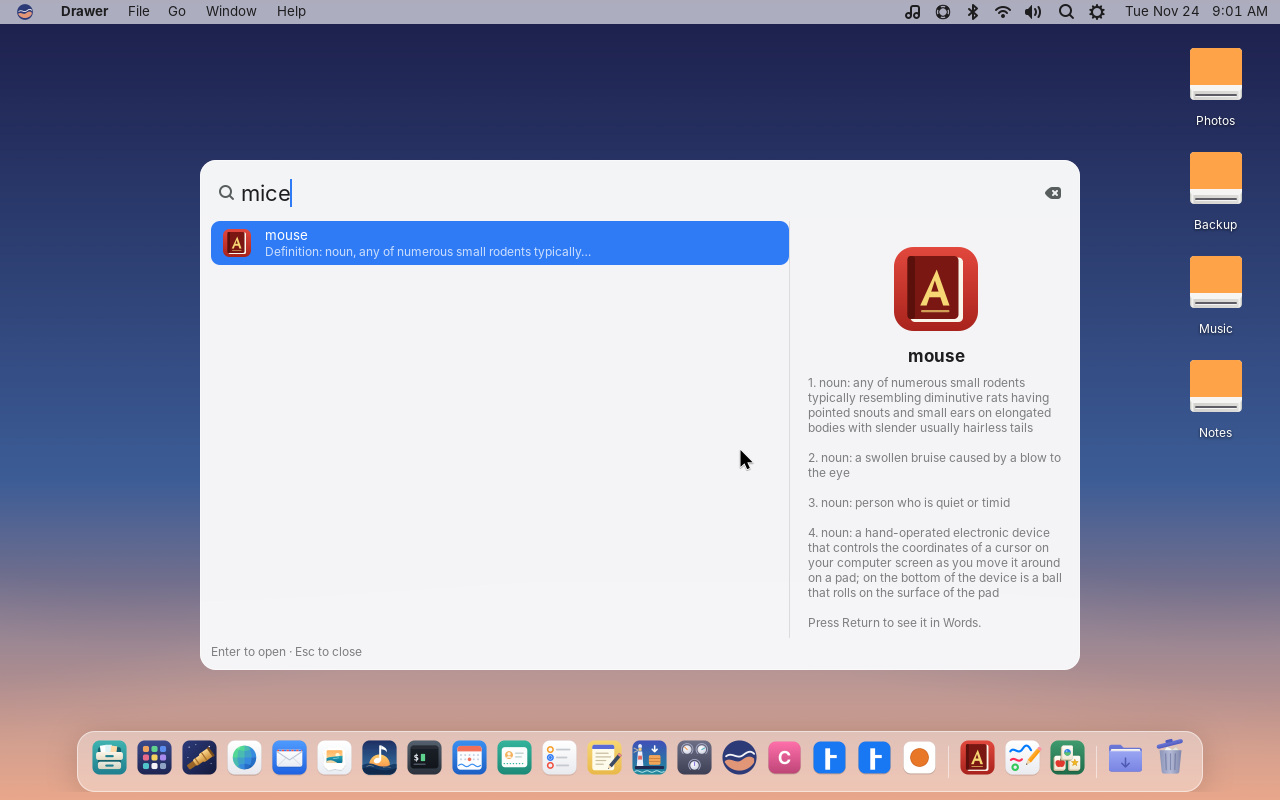 Drawer File Go Window Help Tue Nov 24 9:01 AM
Photos
Backup
Music
Notes
mice
mouse
Definition: noun, any of numerous small rodents typically...
A
A
mouse
1. noun: any of numerous small rodents
typically resembling diminutive rats having
pointed snouts and small ears on elongated
bodies with slender usually hairless tails
2. noun: a swollen bruise caused by a blow to
the eye
3. noun: person who is quiet or timid
4. noun: a hand-operated electronic device
that controls the coordinates of a cursor on
your computer screen as you move it around
on a pad; on the bottom of the device is a ball
that rolls on the surface of the pad
Press Return to see it in Words.
Enter to open · Esc to close
$
C
A